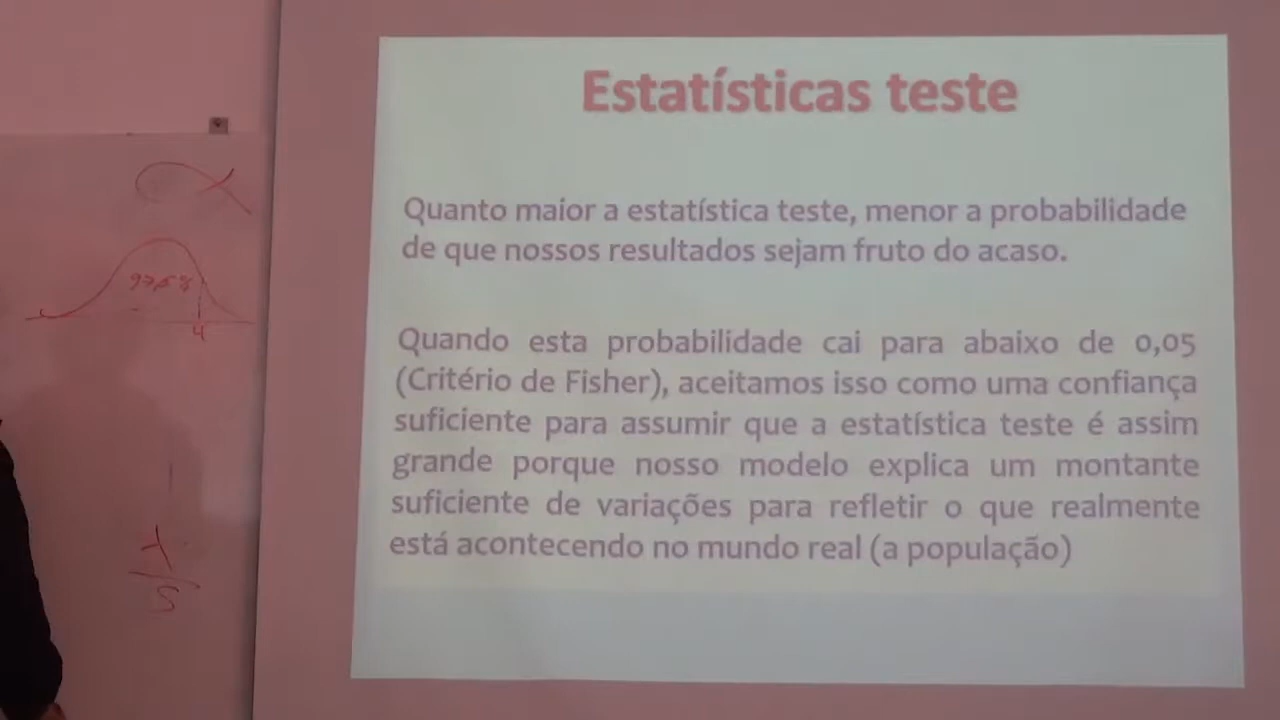 Estatísticas teste
Quanto maior a estatística teste, menor a probabilidade
de que nossos resultados sejam fruto do acaso.
Quando esta probabilidade cai para abaixo de 0,05
(Critério de Fisher), aceitamos isso como uma confiança
suficiente para assumir que a estatística teste é assim
grande porque nosso modelo explica um montante
suficiente de variações para refletir o que realmente
está acontecendo no mundo real (a população)